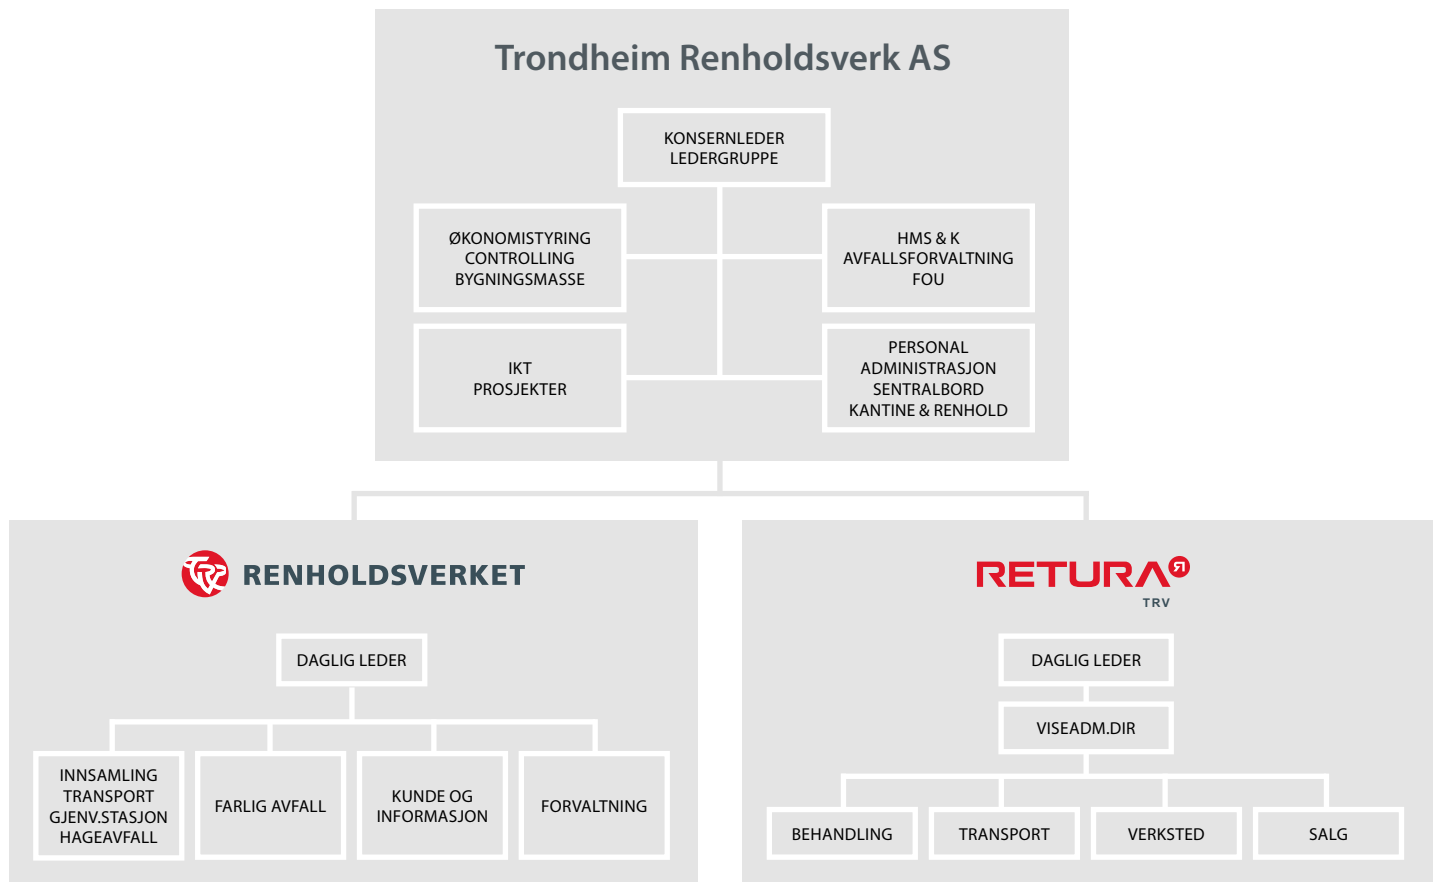 Trondheim Renholdsverk AS
KONSERNLEDER
LEDERGRUPPE
ØKONOMISTYRING
CONTROLLING
BYGNINGSMASSE
HMS & K
AVFALLSFORVALTNING
FOU
IKT
PROSJEKTER
PERSONAL
ADMINISTRASJON
SENTRALBORD
KANTINE & RENHOLD
TRV RENHOLDSVERKET
DAGLIG LEDER
INNSAMLING
TRANSPORT
GJENV.STASJON
HAGEAVFALL
FARLIG AVFALL
KUNDE OG
INFORMASJON
FORVALTNING
RETURA
TRV
DAGLIG LEDER
VISEADM.DIR
BEHANDLING
TRANSPORT
VERKSTED
SALG